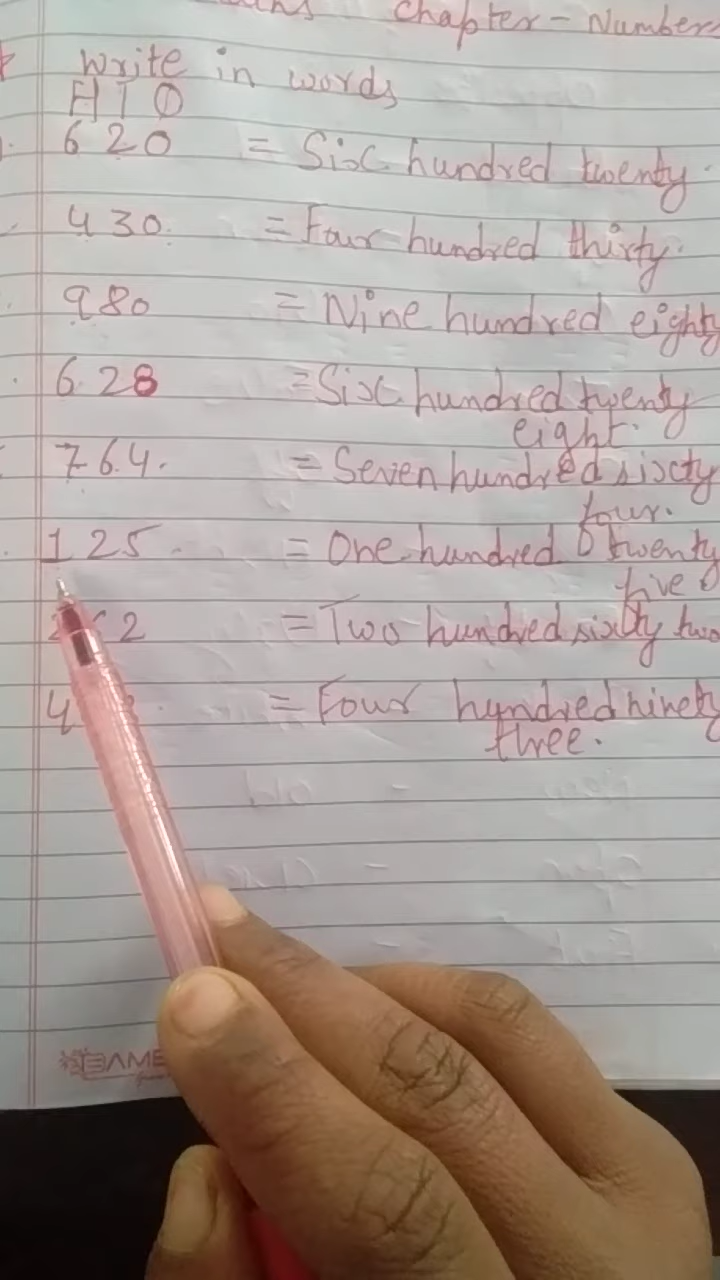 Chapter - Numbers
Write in words
H T O
620 = Six hundred twenty.
430. = Four hundred thirty.
980 = Nine hundred eighty
628 = Six hundred twenty
eight.
764. = Seven hundred sixty
four.
125 = One hundred twenty
five
2 2 = Two hundred sixty two
4 = Four hundred ninety
three.